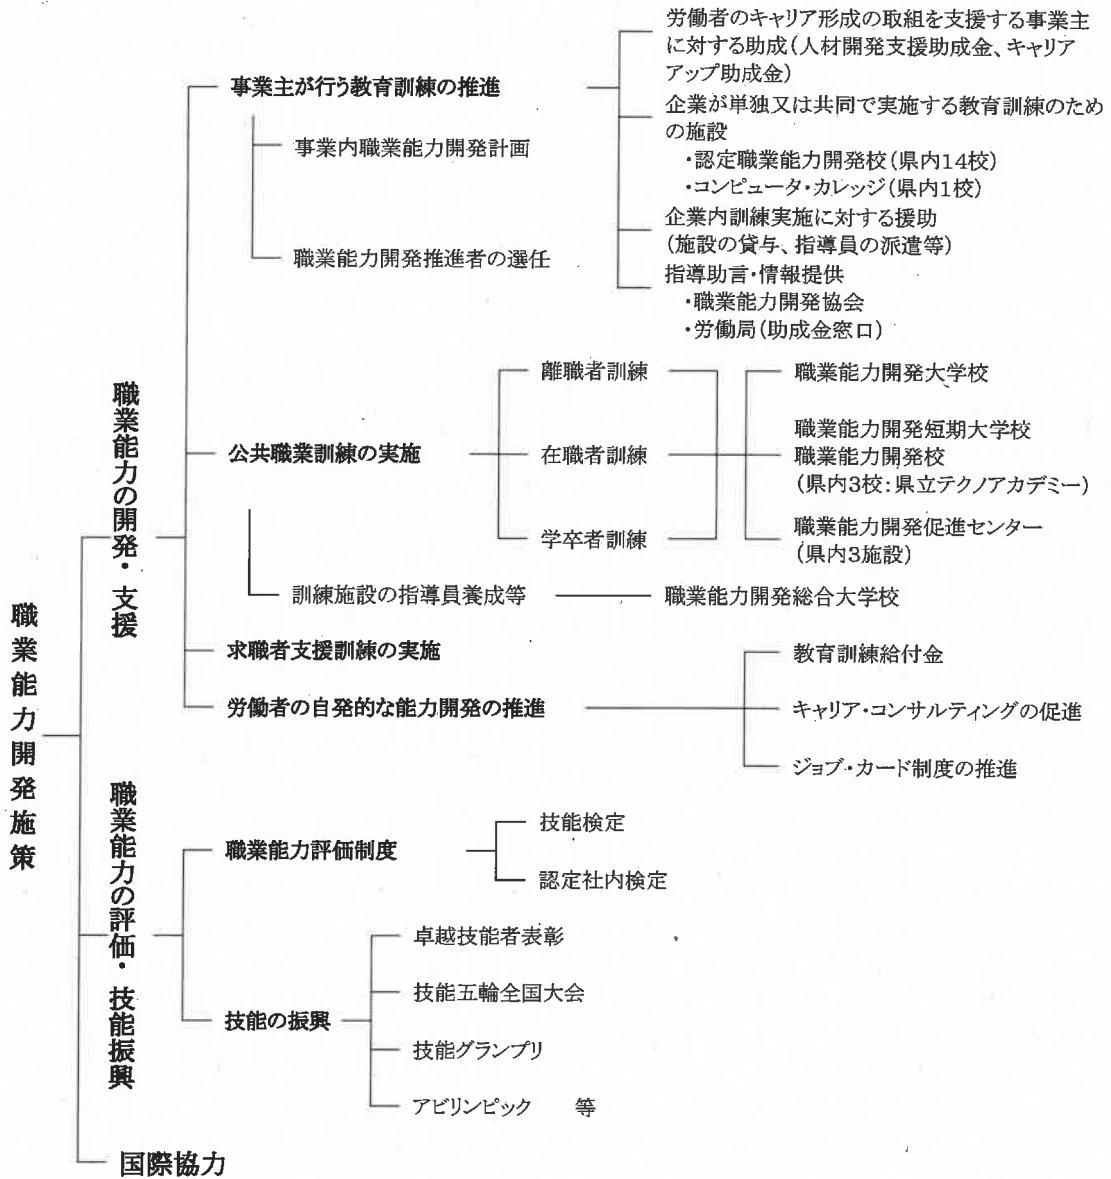 職業能力開発施策
職業能力の開発・支援
事業主が行う教育訓練の推進
事業内職業能力開発計画
職業能力開発推進者の選任
労働者のキャリア形成の取組を支援する事業主
に対する助成(人材開発支援助成金、キャリア
アップ助成金)
企業が単独又は共同で実施する教育訓練のため
の施設
・認定職業能力開発校(県内14校)
・コンピュータ・カレッジ(県内1校)
企業内訓練実施に対する援助
(施設の貸与、指導員の派遣等)
指導助言・情報提供
・職業能力開発協会
・労働局(助成金窓口)
公共職業訓練の実施
離職者訓練
在職者訓練
学卒者訓練
職業能力開発大学校
職業能力開発短期大学校
職業能力開発校
(県内3校:県立テクノアカデミー)
職業能力開発促進センター
(県内3施設)
訓練施設の指導員養成等
職業能力開発総合大学校
求職者支援訓練の実施
労働者の自発的な能力開発の推進
教育訓練給付金
キャリア・コンサルティングの促進
ジョブ・カード制度の推進
職業能力の評価・技能振興
職業能力評価制度
技能検定
認定社内検定
技能の振興
卓越技能者表彰
技能五輪全国大会
技能グランプリ
アビリンピック 等
国際協力